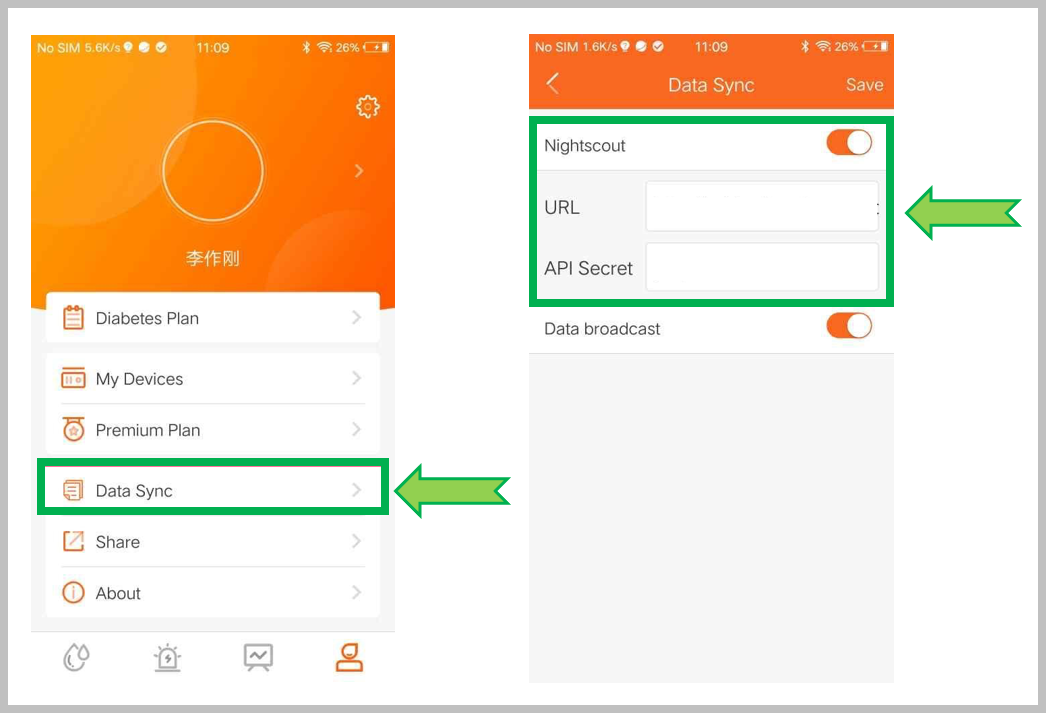 No SIM 5.6K/s 11:09 26%
李作刚
Diabetes Plan
My Devices
Premium Plan
Data Sync
Share
About
No SIM 1.6K/s 11:09 26%
Data Sync Save
Nightscout
URL
API Secret
Data broadcast